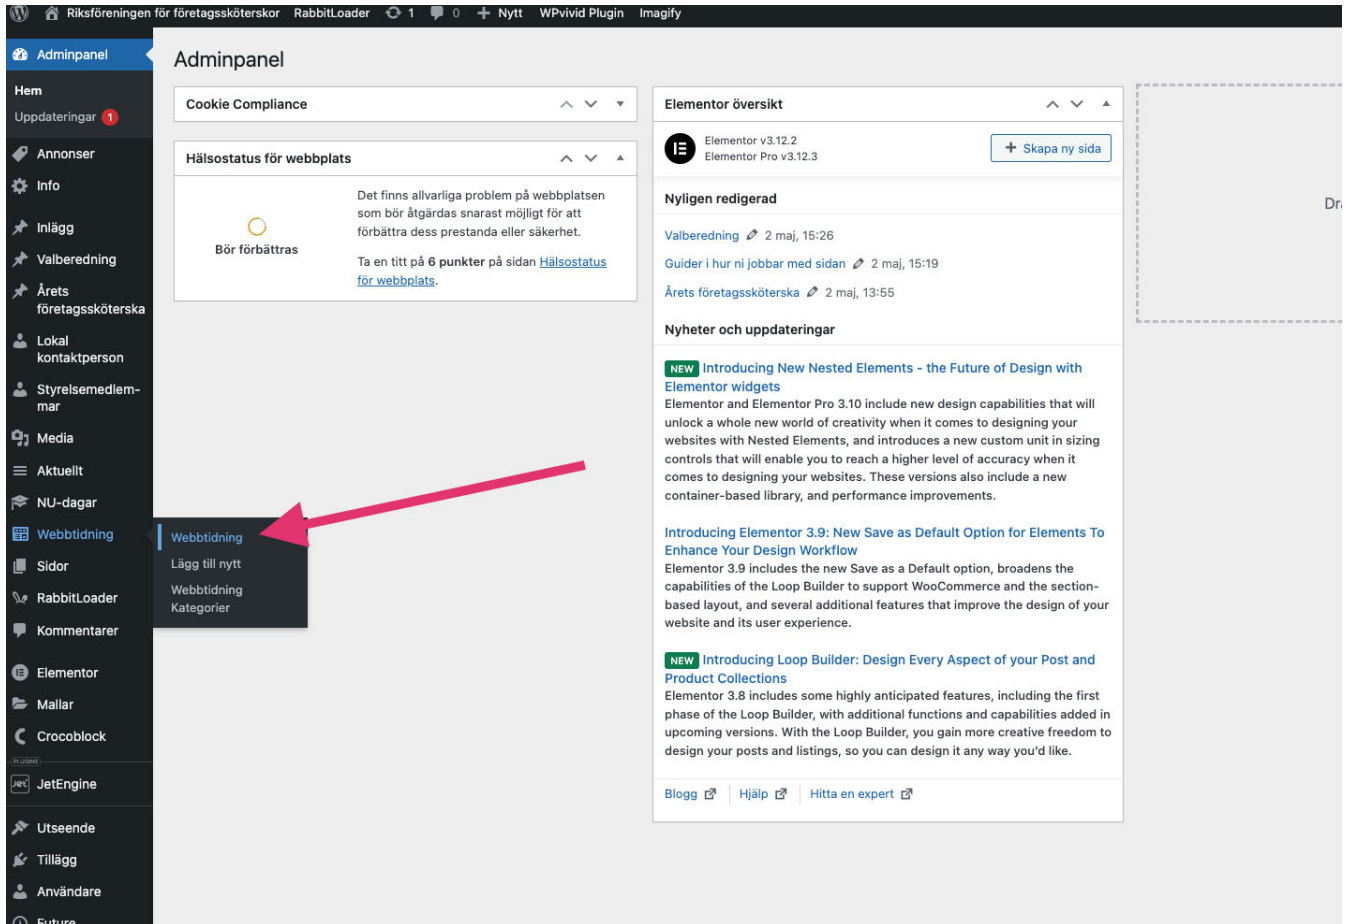 Riksföreningen för företagssköterskor RabbitLoader 1 0 + Nytt WPvivid Plugin Imagify
Adminpanel
Hem
Uppdateringar 1
Annonser
Info
Inlägg
Valberedning
Årets
företagssköterska
Lokal
kontaktperson
Styrelsemedlem-
mar
Media
Aktuellt
NU-dagar
Webbtidning
Sidor
RabbitLoader
Kommentarer
Elementor
Mallar
Crocoblock
PLUGINS
Jet JetEngine
Utseende
Tillägg
Användare
Future
Webbtidning
Lägg till nytt
Webbtidning
Kategorier
Adminpanel
Cookie Compliance
Hälsostatus för webbplats
Bör förbättras
Det finns allvarliga problem på webbplatsen
som bör åtgärdas snarast möjligt för att
förbättra dess prestanda eller säkerhet.
Ta en titt på 6 punkter på sidan Hälsostatus
för webbplats.
Elementor översikt
Elementor v3.12.2
Elementor Pro v3.12.3
+ Skapa ny sida
Nyligen redigerad
Valberedning 2 maj, 15:26
Guider i hur ni jobbar med sidan 2 maj, 15:19
Årets företagssköterska 2 maj, 13:55
Nyheter och uppdateringar
NEW Introducing New Nested Elements - the Future of Design with
Elementor widgets
Elementor and Elementor Pro 3.10 include new design capabilities that will
unlock a whole new world of creativity when it comes to designing your
websites with Nested Elements, and introduces a new custom unit in sizing
controls that will enable you to reach a higher level of accuracy when it
comes to designing your websites. These versions also include a new
container-based library, and performance improvements.
Introducing Elementor 3.9: New Save as Default Option for Elements To
Enhance Your Design Workflow
Elementor 3.9 includes the new Save as a Default option, broadens the
capabilities of the Loop Builder to support WooCommerce and the section-
based layout, and several additional features that improve the design of your
website and its user experience.
NEW Introducing Loop Builder: Design Every Aspect of your Post and
Product Collections
Elementor 3.8 includes some highly anticipated features, including the first
phase of the Loop Builder, with additional functions and capabilities added in
upcoming versions. With the Loop Builder, you gain more creative freedom to
design your posts and listings, so you can design it any way you'd like.
Blogg Hjälp Hitta en expert